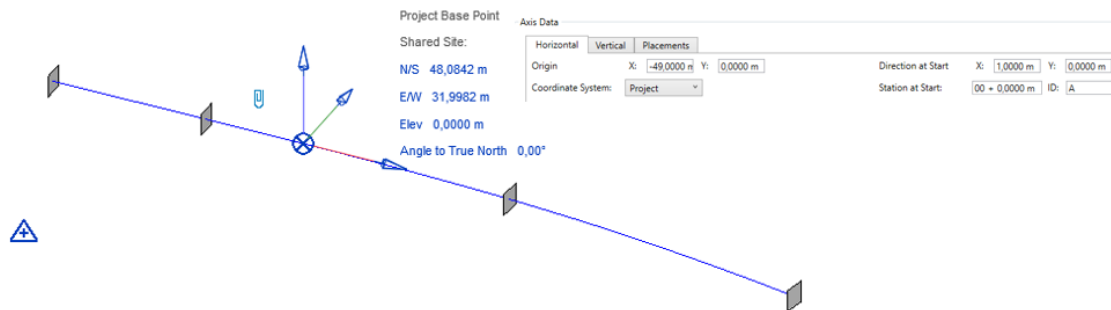 Project Base Point
Shared Site:
N/S 48,0842 m
E/W 31,9982 m
Elev 0,0000 m
Angle to True North 0,00°
Axis Data
Horizontal Vertical Placements
Origin X: -49,0000 n Y: 0,0000 m Direction at Start X: 1,0000 m Y: 0,0000 m
Coordinate System: Project Station at Start: 00 + 0,0000 m ID: A